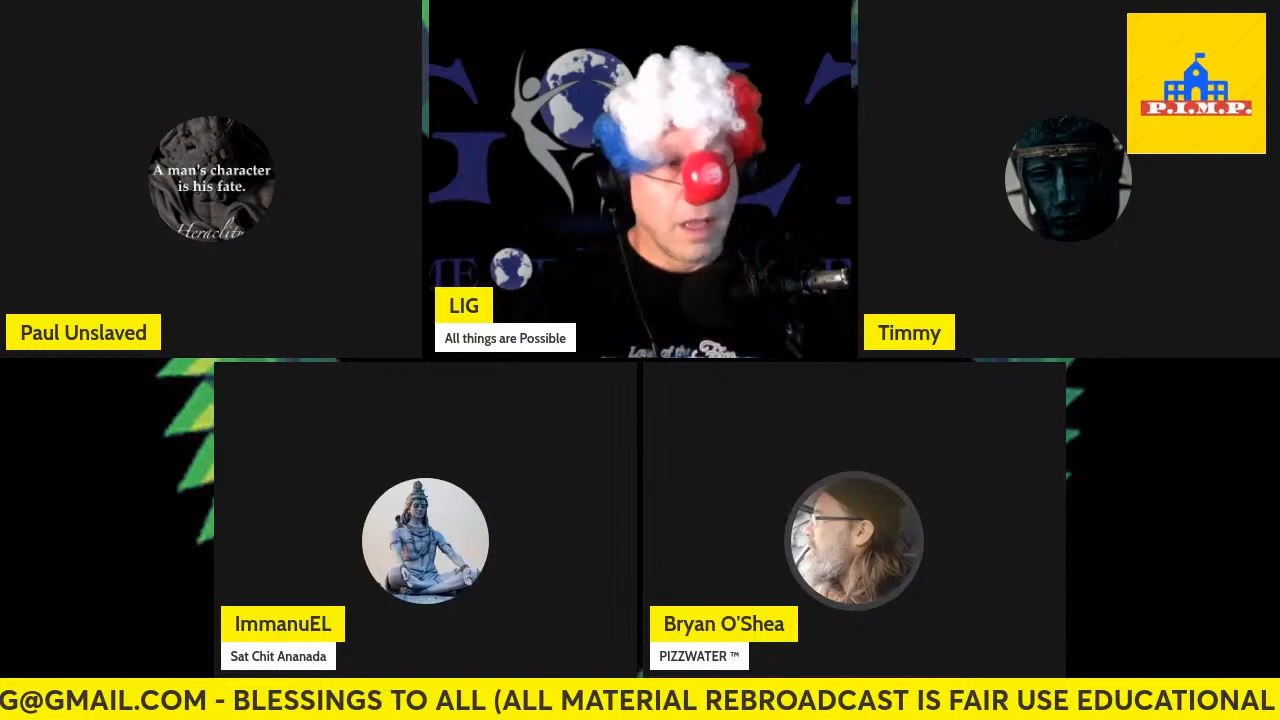 A man's character
is his fate.
Paul Unslaved
LIG
All things are Possible
Timmy
P.I.M.P.
ImmanuEL
Sat Chit Ananada
Bryan O'Shea
PIZZWATER ™
G@GMAIL.COM - BLESSINGS TO ALL (ALL MATERIAL REBROADCAST IS FAIR USE EDUCATIONAL